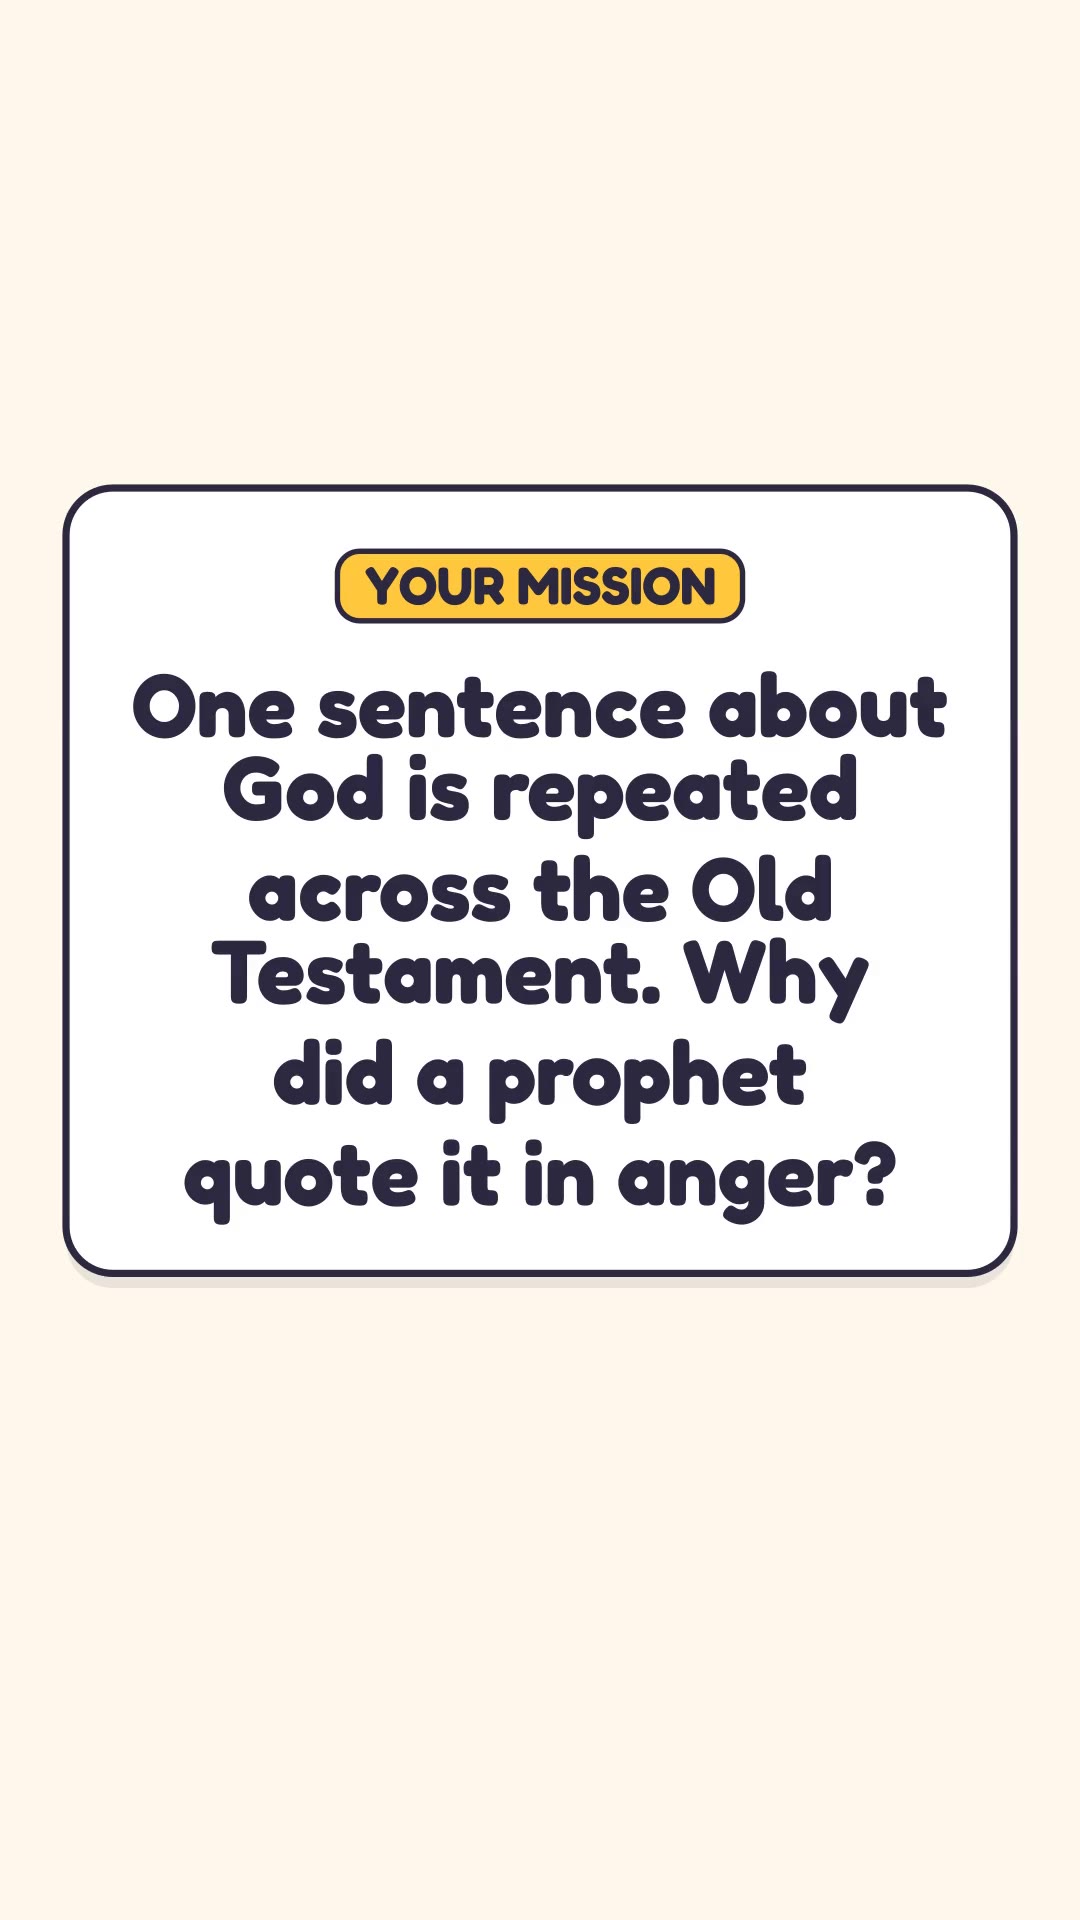 YOUR MISSION
One sentence about
God is repeated
across the Old
Testament. Why
did a prophet
quote it in anger?